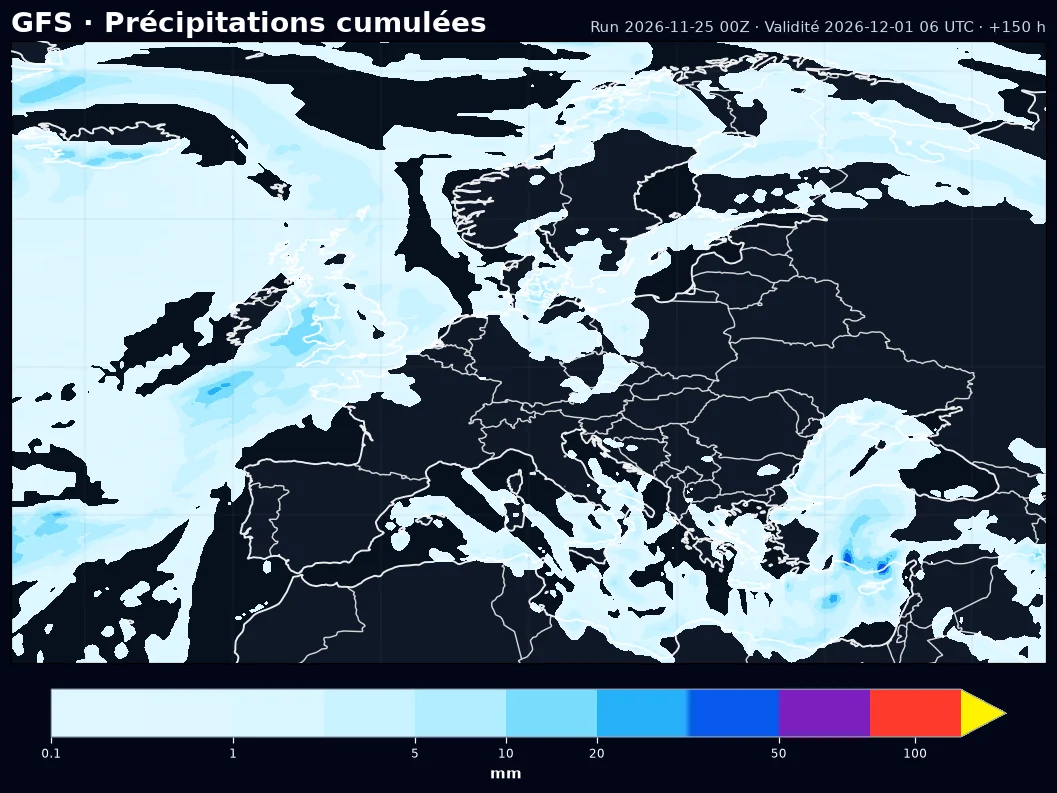 GFS · Précipitations cumulées
Run 2026-11-25 00Z · Validité 2026-12-01 06 UTC · +150 h
0.1 1 5 10 20 50 100
mm